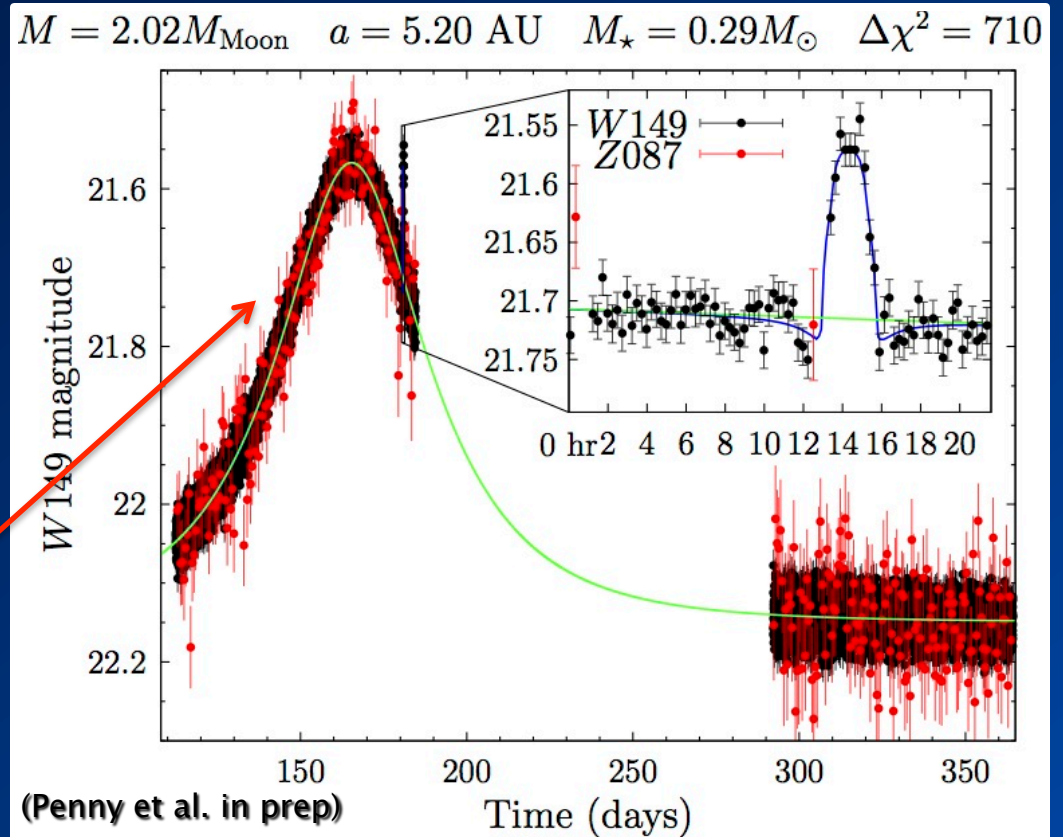 M = 2.02M_Moon a = 5.20 AU M⋆ = 0.29M⊙ Δχ² = 710
W149 magnitude
21.6
21.8
22
22.2
W149
Z087
21.55
21.6
21.65
21.7
21.75
0 hr 2 4 6 8 10 12 14 16 18 20
150 200 250 300 350
(Penny et al. in prep)
Time (days)